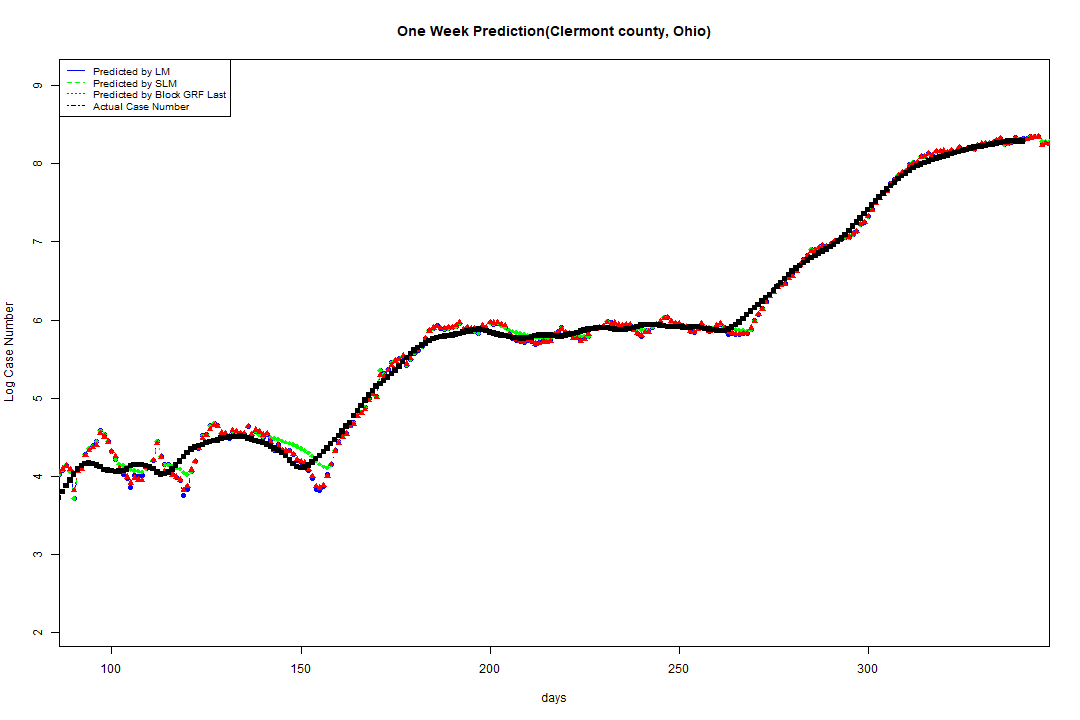 One Week Prediction(Clermont county, Ohio)
Predicted by LM
Predicted by SLM
Predicted by Block GRF Last
Actual Case Number
9
8
7
6
5
4
3
2
Log Case Number
100 150 200 250 300
days